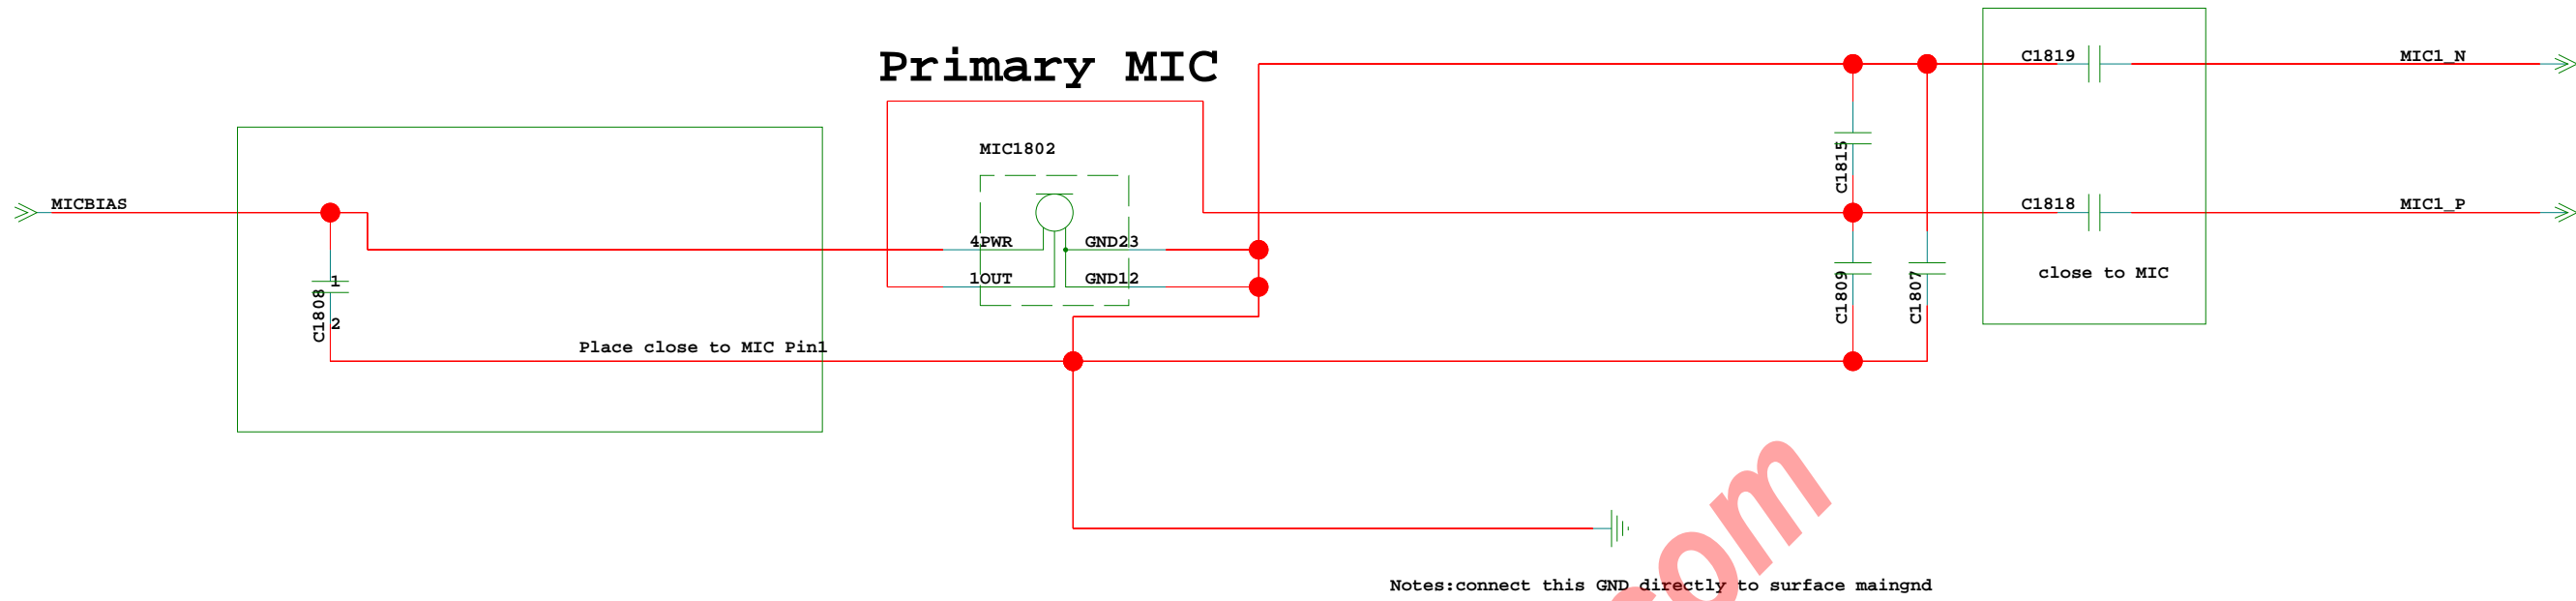 Primary MIC
C1819
MIC1_N
MIC1802
C1815
MICBIAS
C1818
MIC1_P
4PWR
GND23
1OUT
GND12
close to MIC
1
C1808
2
C1809
C1807
Place close to MIC Pin1
Notes:connect this GND directly to surface maingnd
com